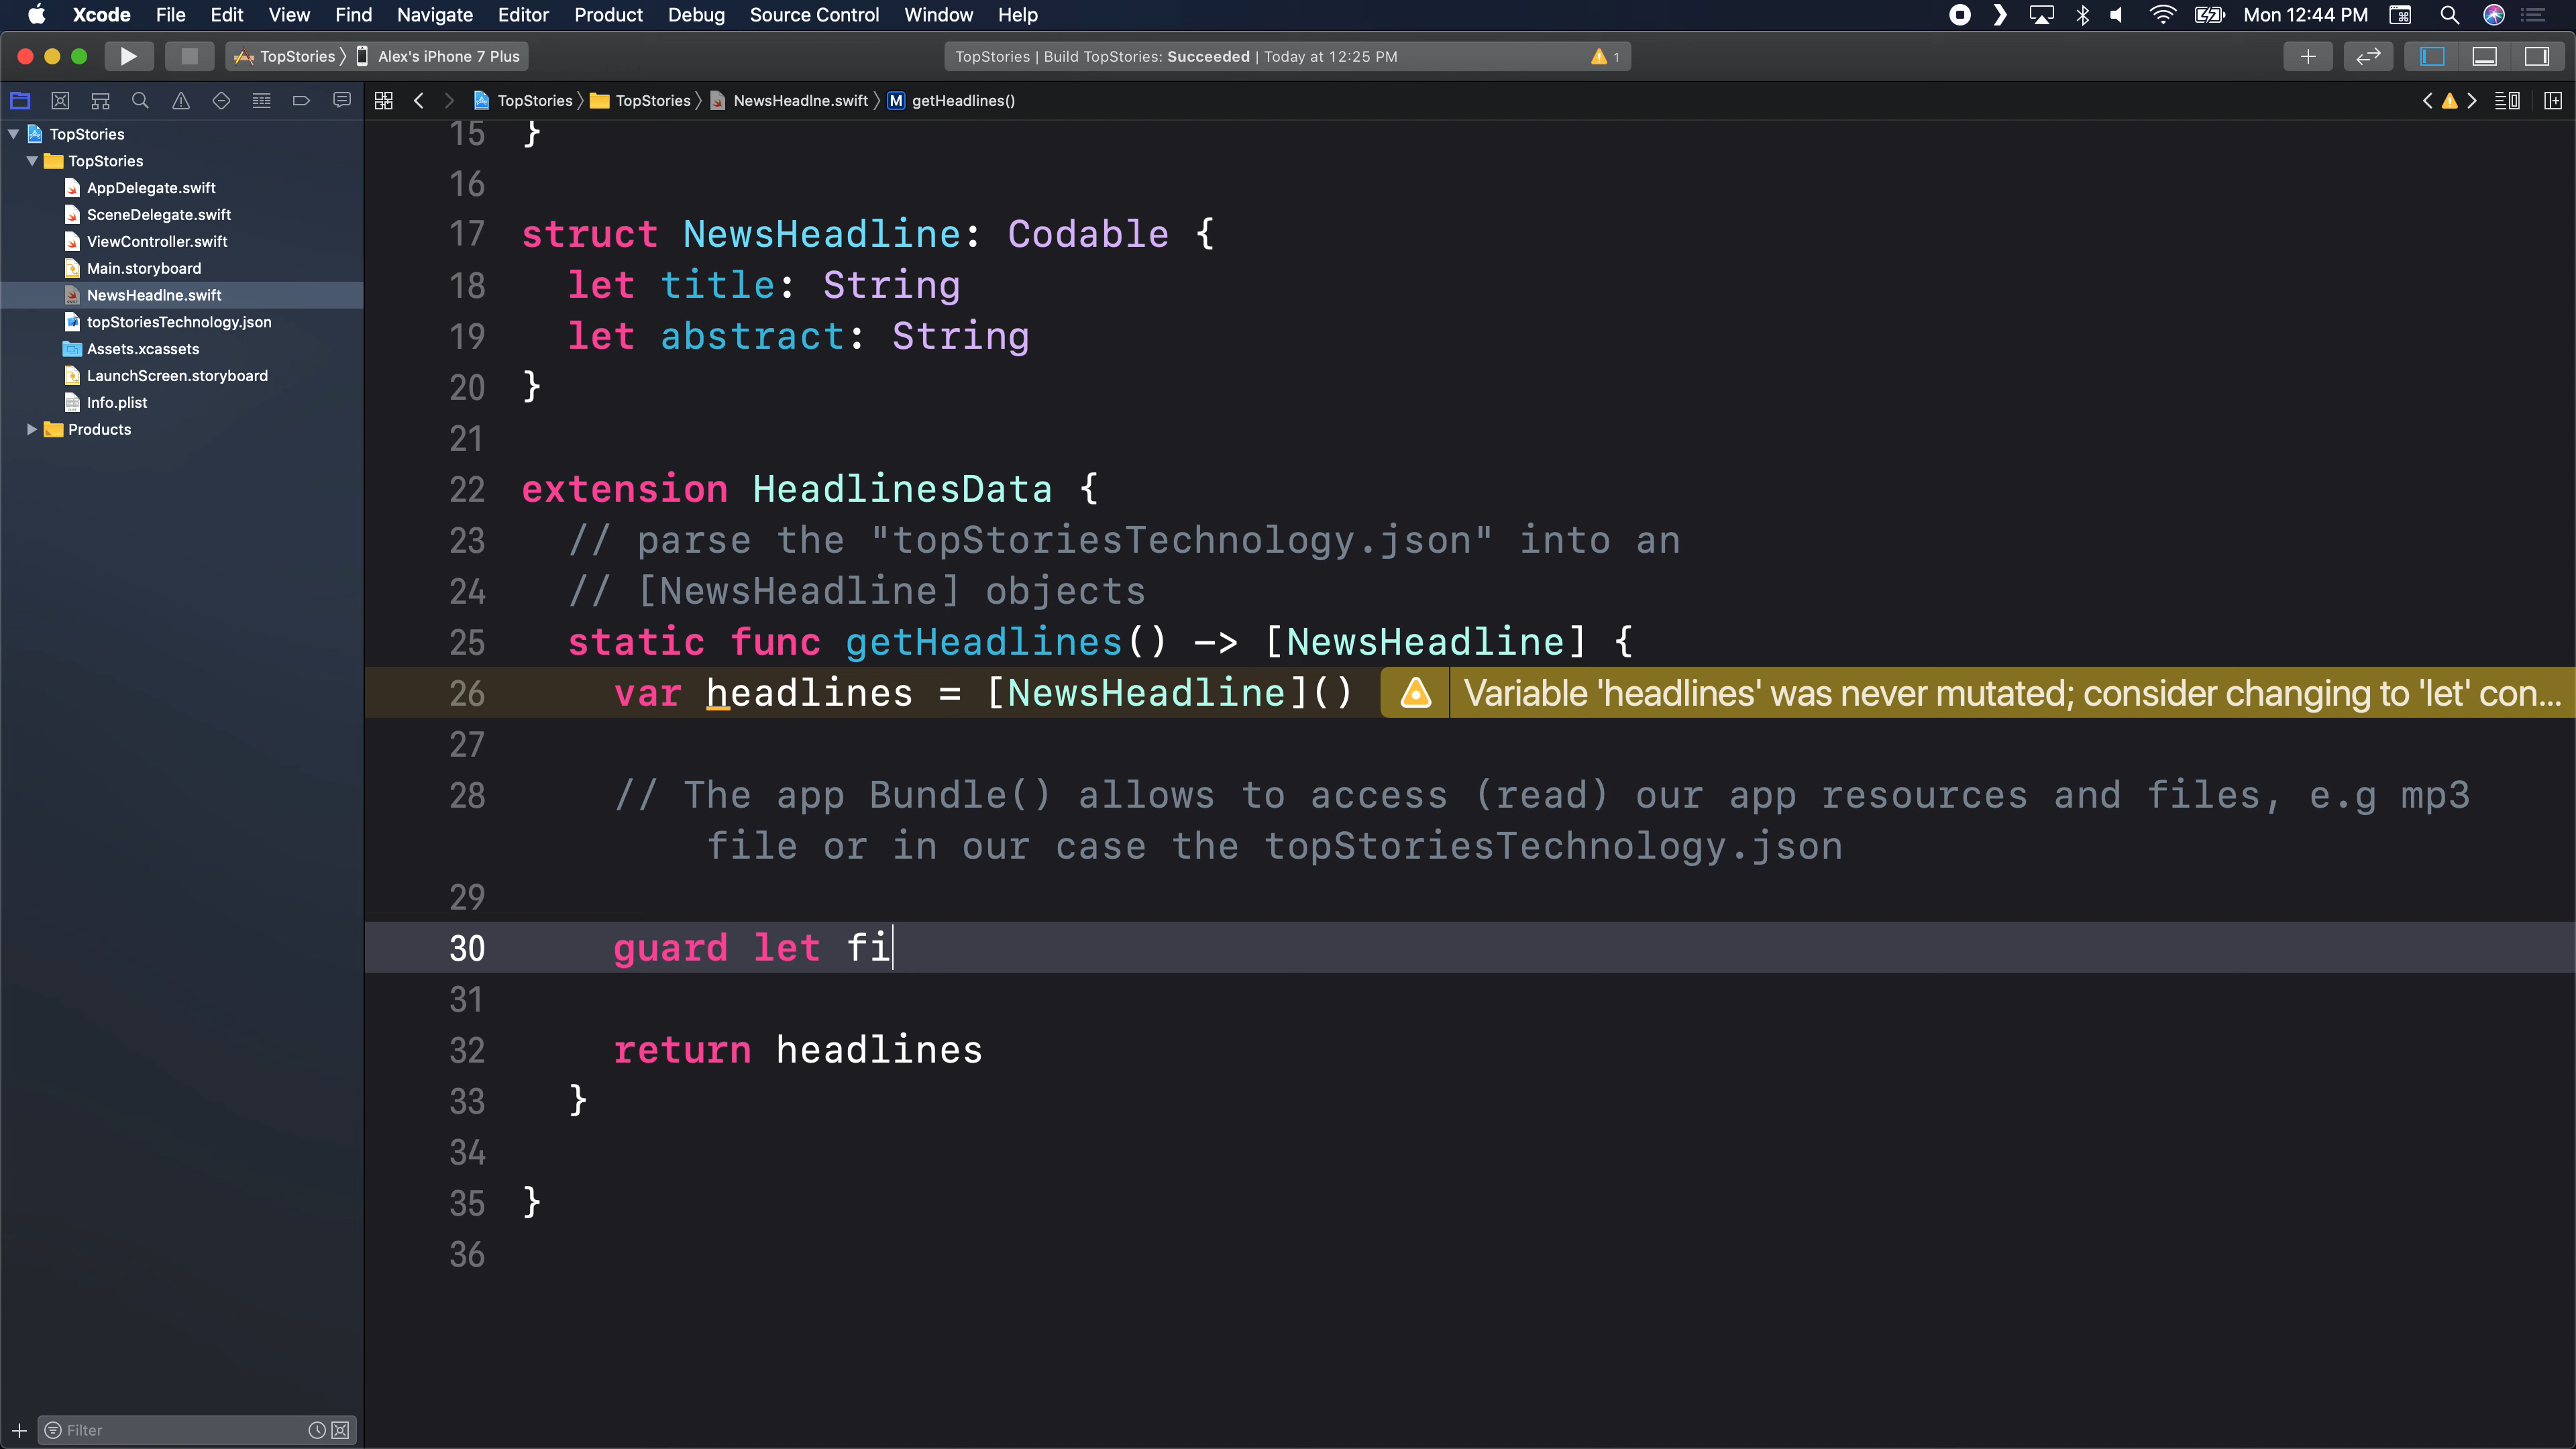 Xcode File Edit View Find Navigate Editor Product Debug Source Control Window Help Mon 12:44 PM
TopStories Alex's iPhone 7 Plus TopStories | Build TopStories: Succeeded | Today at 12:25 PM 1
TopStories TopStories NewsHeadlne.swift M getHeadlines()
TopStories
TopStories
AppDelegate.swift
SceneDelegate.swift
ViewController.swift
Main.storyboard
NewsHeadlne.swift
topStoriesTechnology.json
Assets.xcassets
LaunchScreen.storyboard
Info.plist
Products
Filter
15 }
16
17 struct NewsHeadline: Codable {
18 let title: String
19 let abstract: String
20 }
21
22 extension HeadlinesData {
23 // parse the "topStoriesTechnology.json" into an
24 // [NewsHeadline] objects
25 static func getHeadlines() -> [NewsHeadline] {
26 var headlines = [NewsHeadline]() Variable 'headlines' was never mutated; consider changing to 'let' con...
27
28 // The app Bundle() allows to access (read) our app resources and files, e.g mp3
file or in our case the topStoriesTechnology.json
29
30 guard let fi
31
32 return headlines
33 }
34
35 }
36